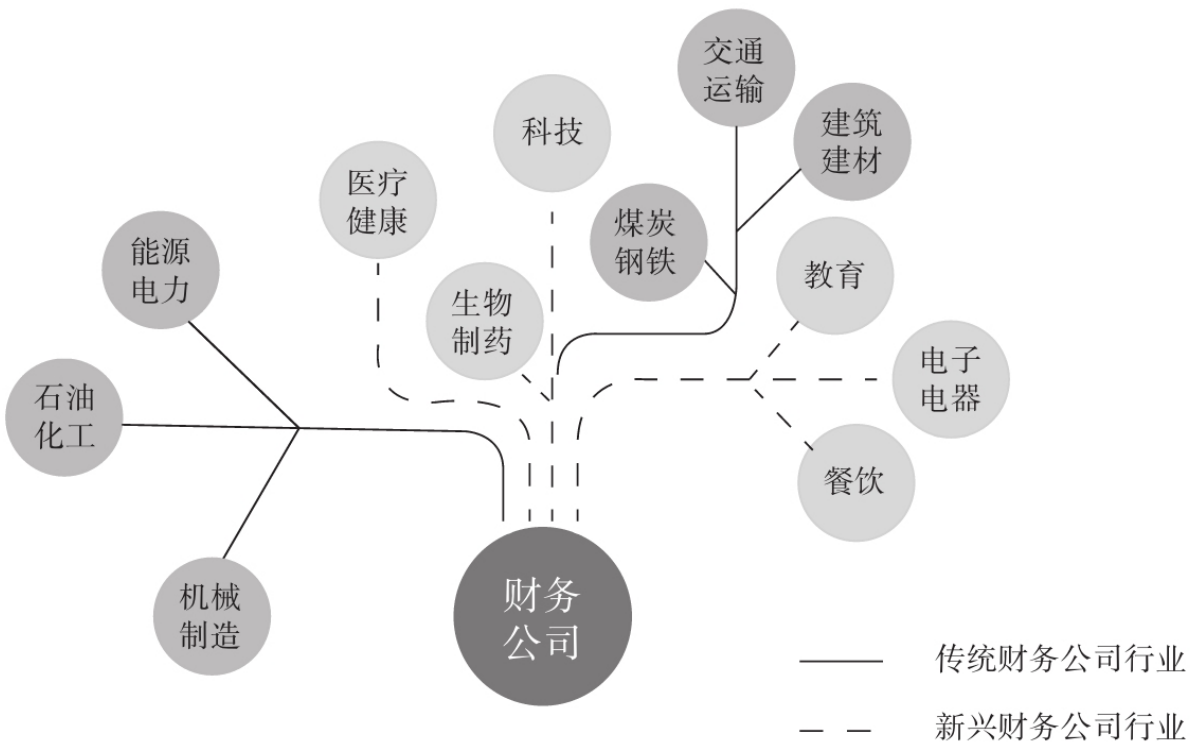 交通
运输
科技
建筑
建材
医疗
健康
煤炭
钢铁
能源
电力
教育
生物
制药
电子
电器
石油
化工
餐饮
机械
制造
财务
公司
传统财务公司行业
新兴财务公司行业